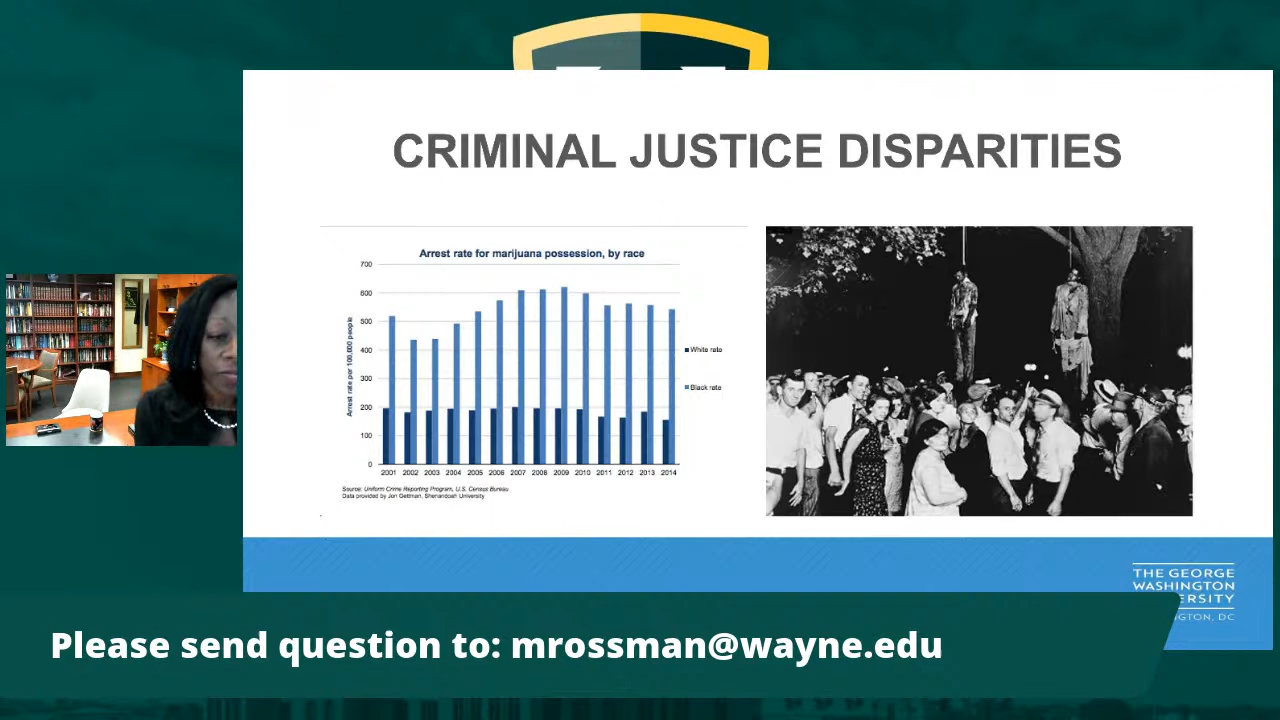 CRIMINAL JUSTICE DISPARITIES
Arrest rate for marijuana possession, by race
Arrest rate per 100,000 people
700
600
500
400
300
200
100
0
2001 2002 2003 2004 2005 2006 2007 2008 2009 2010 2011 2012 2013 2014
White rate
Black rate
Source: Uniform Crime Reporting Program, U.S. Census Bureau
Data provided by Jon Gettman, Shenandoah University
THE GEORGE
WASHINGTON
ERSITY
GTON, DC
Please send question to: mrossman@wayne.edu